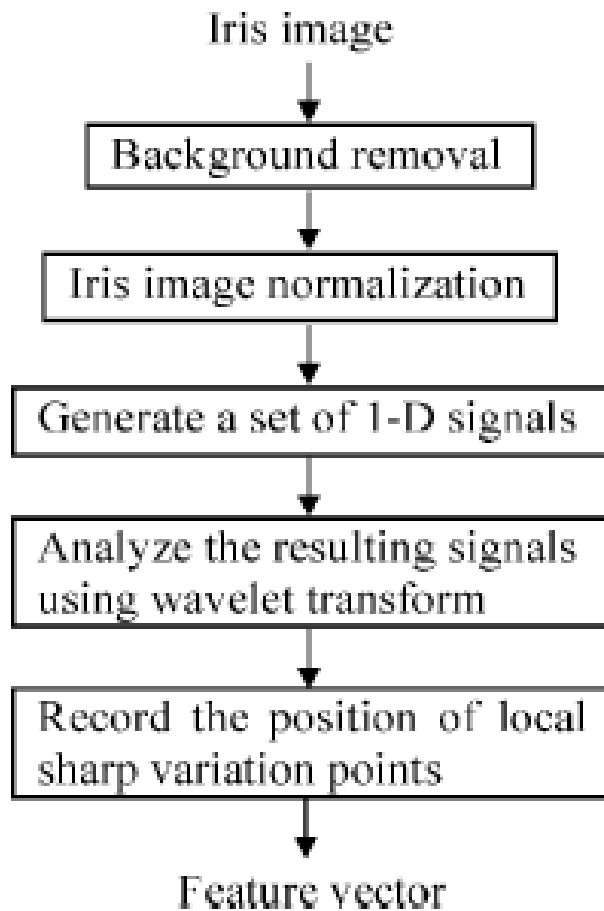 Iris image
Background removal
Iris image normalization
Generate a set of 1-D signals
Analyze the resulting signals
using wavelet transform
Record the position of local
sharp variation points
Feature vector